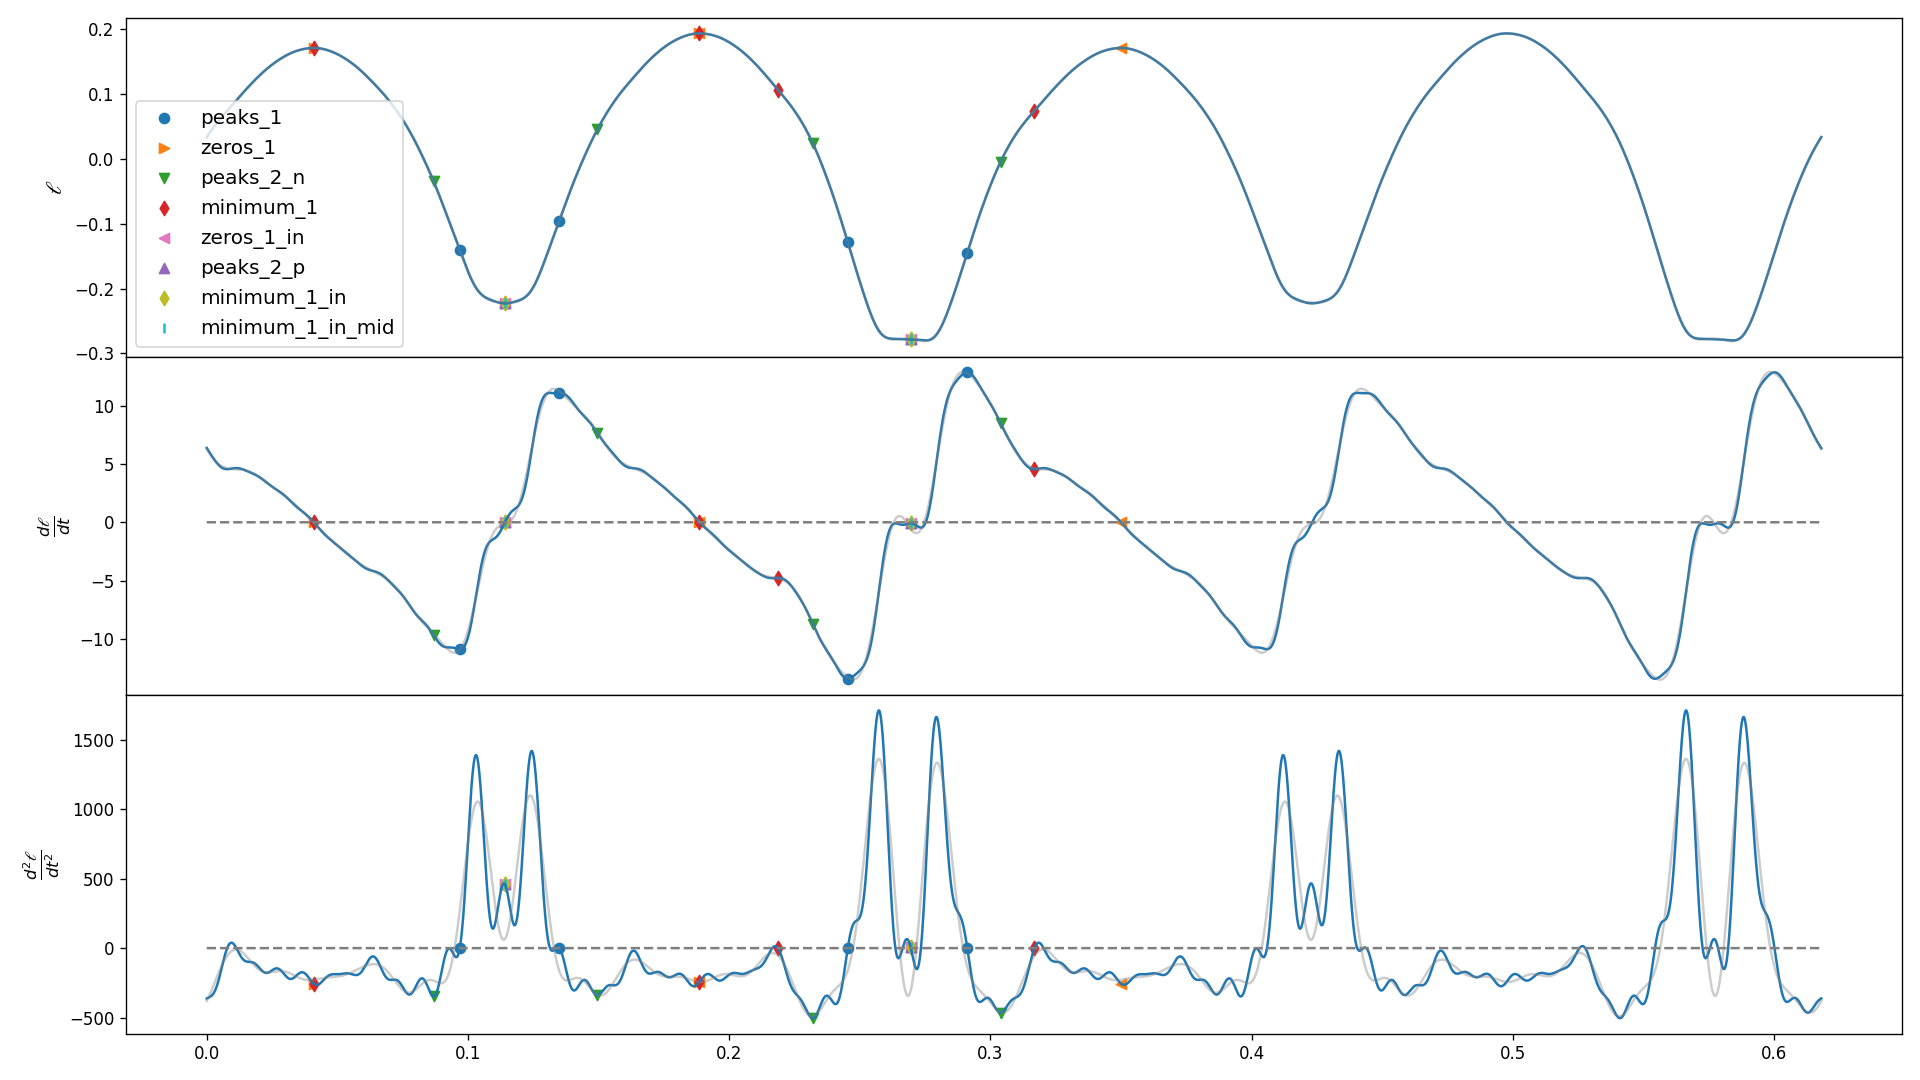 0.2
0.1
0.0
−0.1
−0.2
−0.3
ℓ
peaks_1
zeros_1
peaks_2_n
minimum_1
zeros_1_in
peaks_2_p
minimum_1_in
minimum_1_in_mid
10
5
0
−5
−10
dℓ/dt
1500
1000
500
0
−500
d²ℓ/dt²
0.0 0.1 0.2 0.3 0.4 0.5 0.6